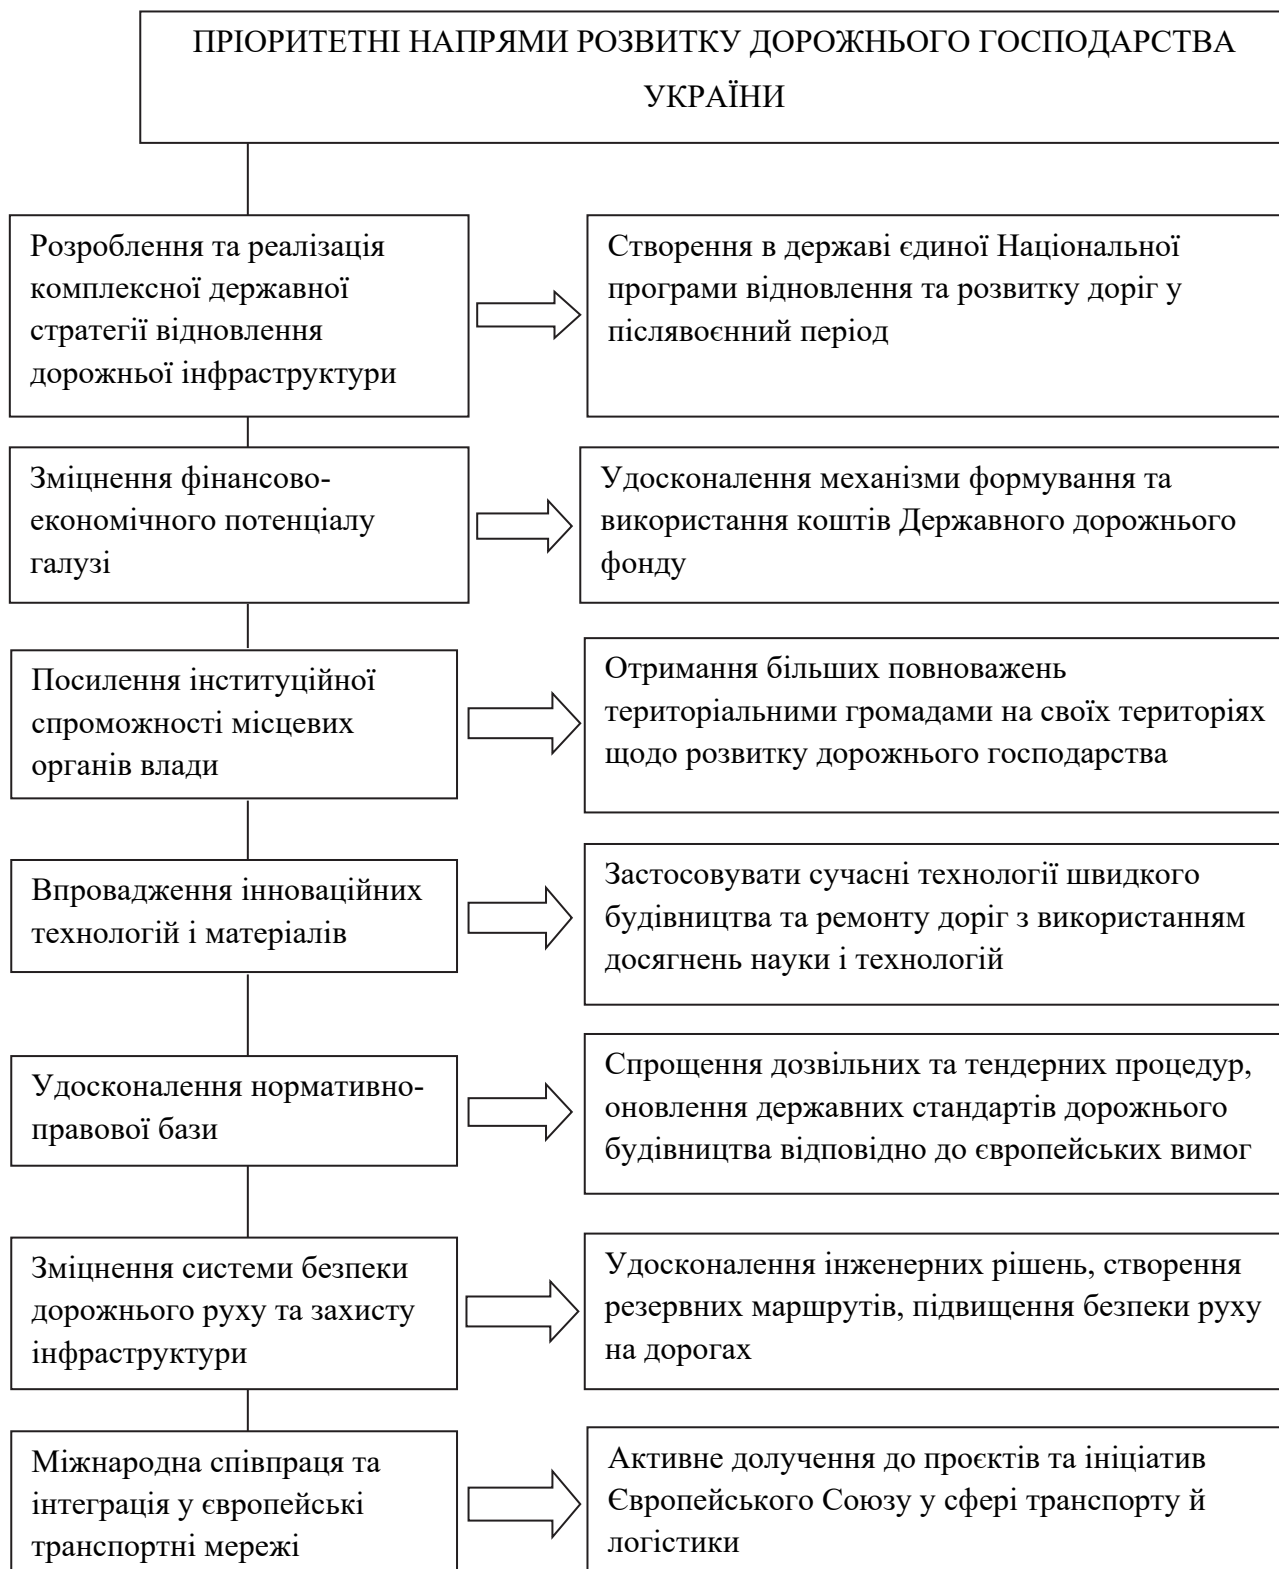 ПРІОРИТЕТНІ НАПРЯМИ РОЗВИТКУ ДОРОЖНЬОГО ГОСПОДАРСТВА
УКРАЇНИ
Розроблення та реалізація
комплексної державної
стратегії відновлення
дорожньої інфраструктури
Створення в державі єдиної Національної
програми відновлення та розвитку доріг у
післявоєнний період
Зміцнення фінансово-
економічного потенціалу
галузі
Удосконалення механізми формування та
використання коштів Державного дорожнього
фонду
Посилення інституційної
спроможності місцевих
органів влади
Отримання більших повноважень
територіальними громадами на своїх територіях
щодо розвитку дорожнього господарства
Впровадження інноваційних
технологій і матеріалів
Застосовувати сучасні технології швидкого
будівництва та ремонту доріг з використанням
досягнень науки і технологій
Удосконалення нормативно-
правової бази
Спрощення дозвільних та тендерних процедур,
оновлення державних стандартів дорожнього
будівництва відповідно до європейських вимог
Зміцнення системи безпеки
дорожнього руху та захисту
інфраструктури
Удосконалення інженерних рішень, створення
резервних маршрутів, підвищення безпеки руху
на дорогах
Міжнародна співпраця та
інтеграція у європейські
транспортні мережі
Активне долучення до проєктів та ініціатив
Європейського Союзу у сфері транспорту й
логістики